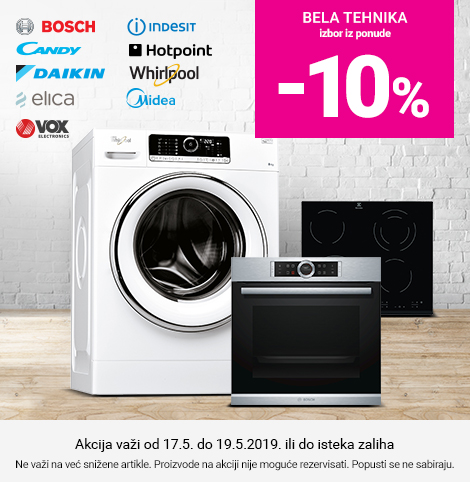 BOSCH
INDESIT
CANDY
Hotpoint
DAIKIN
Whirlpool
elica
Midea
VOX
ELECTRONICS
BELA TEHNIKA
izbor iz ponude
-10%
BOSCH
Akcija važi od 17.5. do 19.5.2019. ili do isteka zaliha
Ne važi na već snižene artikle. Proizvode na akciji nije moguće rezervisati. Popusti se ne sabiraju.